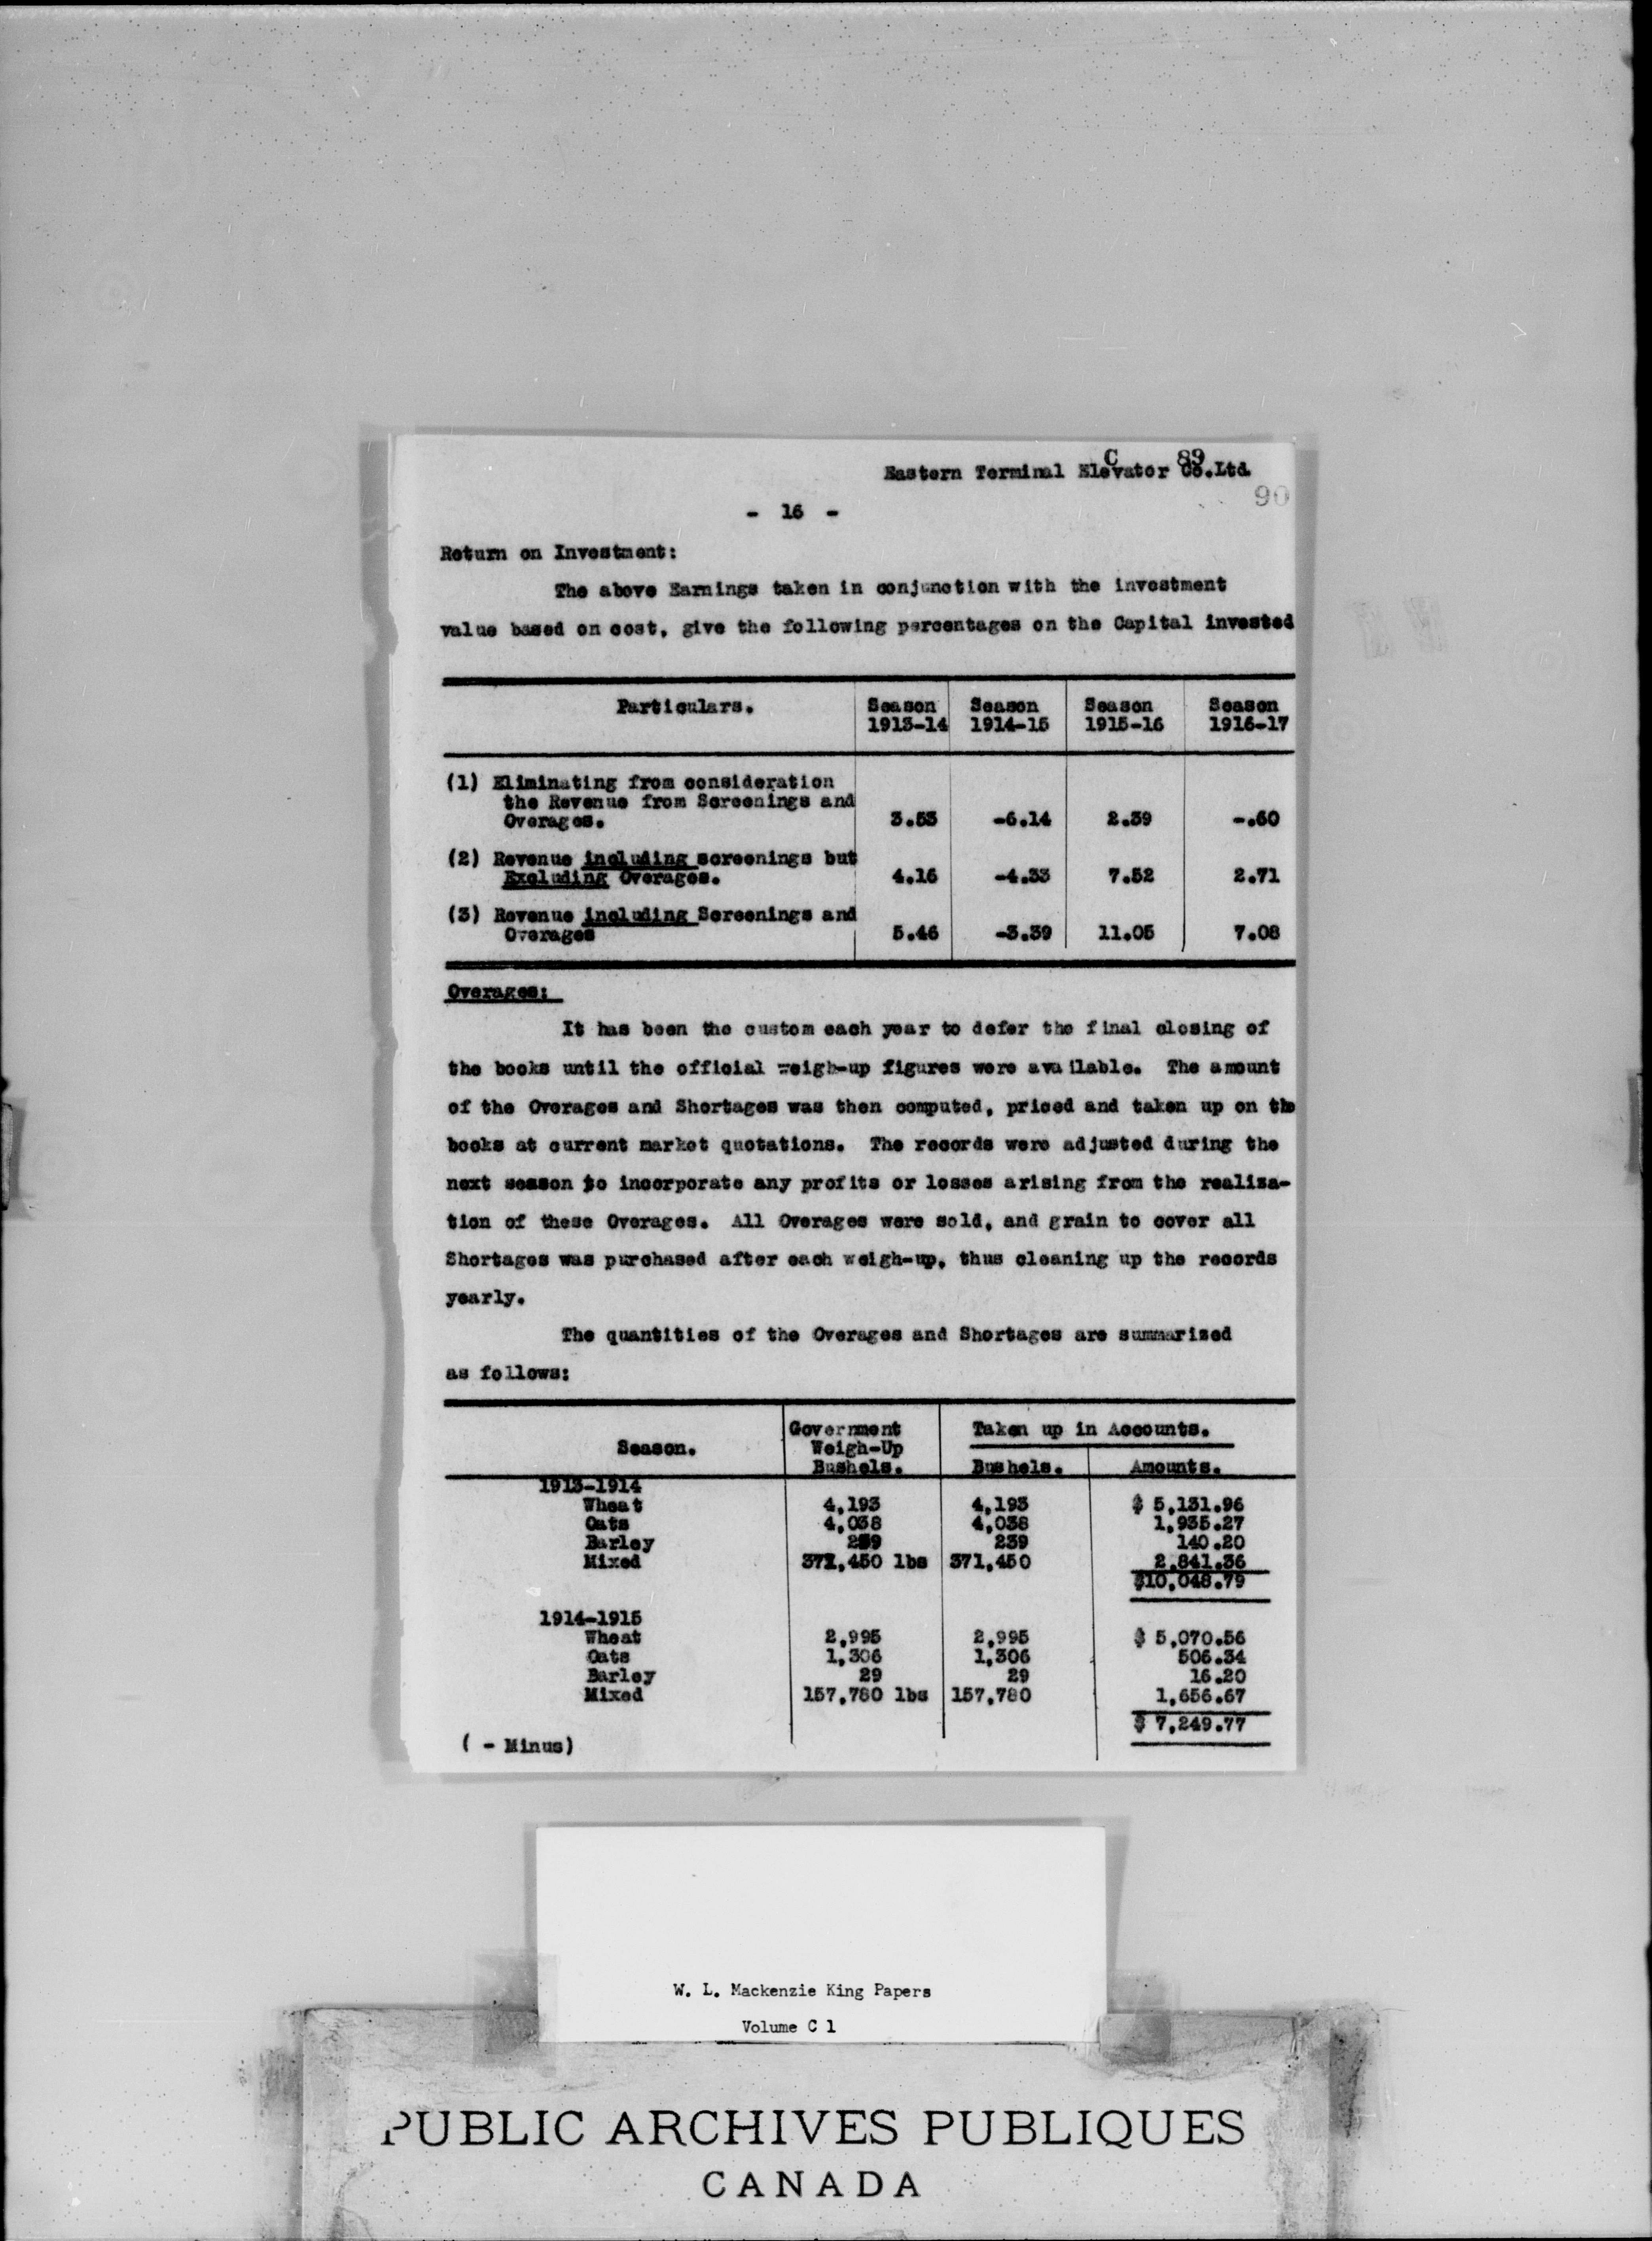 C 89
Eastern Terminal Elevator Co.Ltd.
90
- 16 -
Return on Investment:
The above Earnings taken in conjunction with the investment
value based on cost, give the following percentages on the Capital invested
Particulars. Season 1913-14 Season 1914-15 Season 1915-16 Season 1916-17
(1) Eliminating from consideration
the Revenue from Screenings and
Overages. 3.53 -6.14 2.39 -.60
(2) Revenue including screenings but
Excluding Overages. 4.16 -4.33 7.52 2.71
(3) Revenue including Screenings and
Overages 5.46 -3.39 11.05 7.08
Overages:
It has been the custom each year to defer the final closing of
the books until the official weigh-up figures were available. The amount
of the Overages and Shortages was then computed, priced and taken up on the
books at current market quotations. The records were adjusted during the
next season to incorporate any profits or losses arising from the realiza-
tion of these Overages. All Overages were sold, and grain to cover all
Shortages was purchased after each weigh-up, thus cleaning up the records
yearly.
The quantities of the Overages and Shortages are summarized
as follows:
Season. Government Weigh-Up Bushels. Taken up in Accounts.
Bushels. Amounts.
1913-1914
Wheat 4,193 4,193 $ 5,131.96
Oats 4,038 4,038 1,935.27
Barley 239 239 140.20
Mixed 371,450 lbs 371,450 2,841.36
$10,048.79
1914-1915
Wheat 2,995 2,995 $ 5,070.56
Oats 1,306 1,306 506.34
Barley 29 29 16.20
Mixed 157,780 lbs 157,780 1,656.67
$ 7,249.77
( - Minus)
W. L. Mackenzie King Papers
Volume C 1
PUBLIC ARCHIVES PUBLIQUES
CANADA